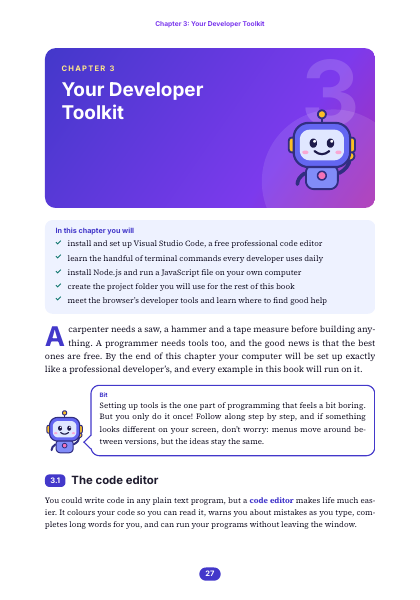 Chapter 3: Your Developer Toolkit
3
CHAPTER 3
Your Developer
Toolkit
In this chapter you will
install and set up Visual Studio Code, a free professional code editor
learn the handful of terminal commands every developer uses daily
install Node.js and run a JavaScript file on your own computer
create the project folder you will use for the rest of this book
meet the browser's developer tools and learn where to find good help
A carpenter needs a saw, a hammer and a tape measure before building any-
thing. A programmer needs tools too, and the good news is that the best
ones are free. By the end of this chapter your computer will be set up exactly
like a professional developer's, and every example in this book will run on it.
Bit
Setting up tools is the one part of programming that feels a bit boring.
But you only do it once! Follow along step by step, and if something
looks different on your screen, don't worry: menus move around be-
tween versions, but the ideas stay the same.
3.1 The code editor
You could write code in any plain text program, but a code editor makes life much eas-
ier. It colours your code so you can read it, warns you about mistakes as you type, com-
pletes long words for you, and can run your programs without leaving the window.
27